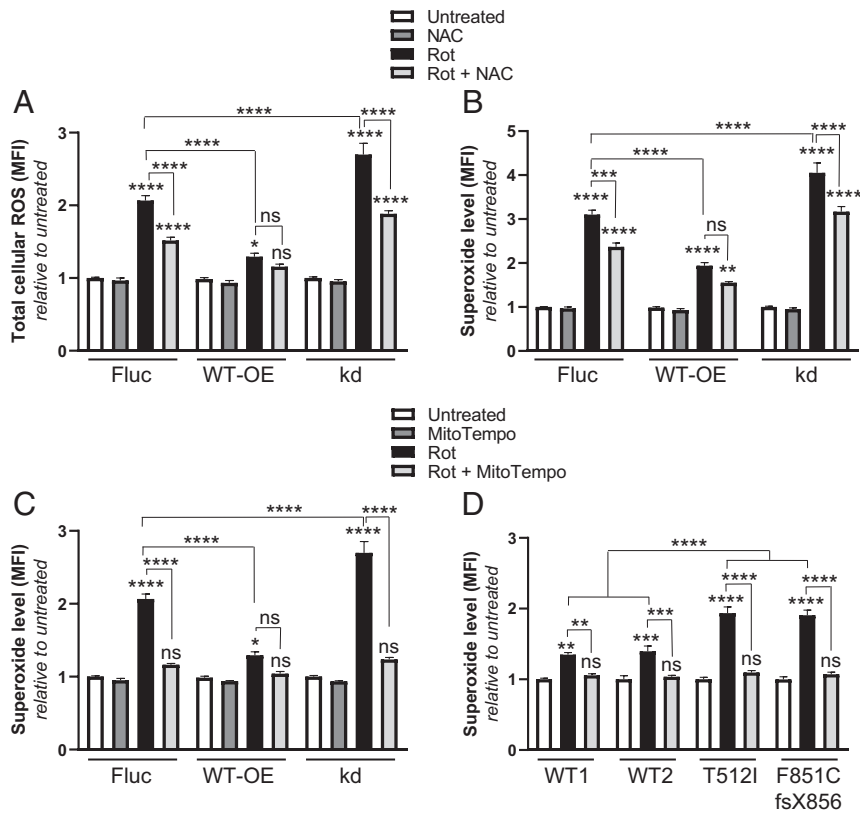 Untreated
NAC
Rot
Rot + NAC
A
Total cellular ROS (MFI)
relative to untreated
3
2
1
0
****
****
****
****
****
****
****
****
ns
*
ns
****
Fluc
WT-OE
kd
B
Superoxide level (MFI)
relative to untreated
5
4
3
2
1
0
****
****
****
****
***
****
****
ns
****
**
****
Fluc
WT-OE
kd
Untreated
MitoTempo
Rot
Rot + MitoTempo
C
Superoxide level (MFI)
relative to untreated
3
2
1
0
****
****
****
****
****
****
ns
ns
*
ns
ns
Fluc
WT-OE
kd
D
Superoxide level (MFI)
relative to untreated
3
2
1
0
****
****
****
**
***
****
****
**
***
ns
ns
ns
ns
WT1
WT2
T512I
F851C
fsX856